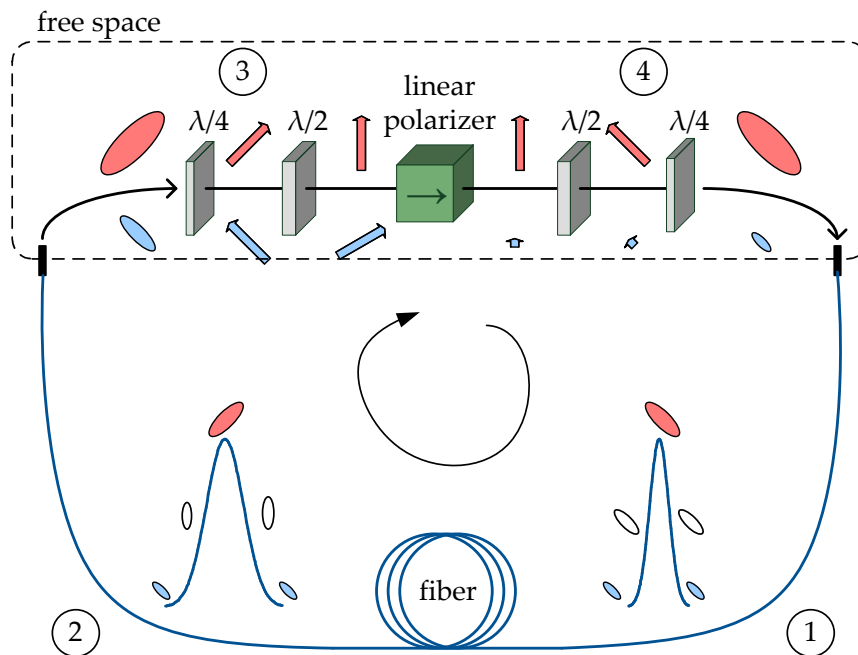 free space
3
4
linear
polarizer
λ/4
λ/2
λ/2
λ/4
fiber
2
1